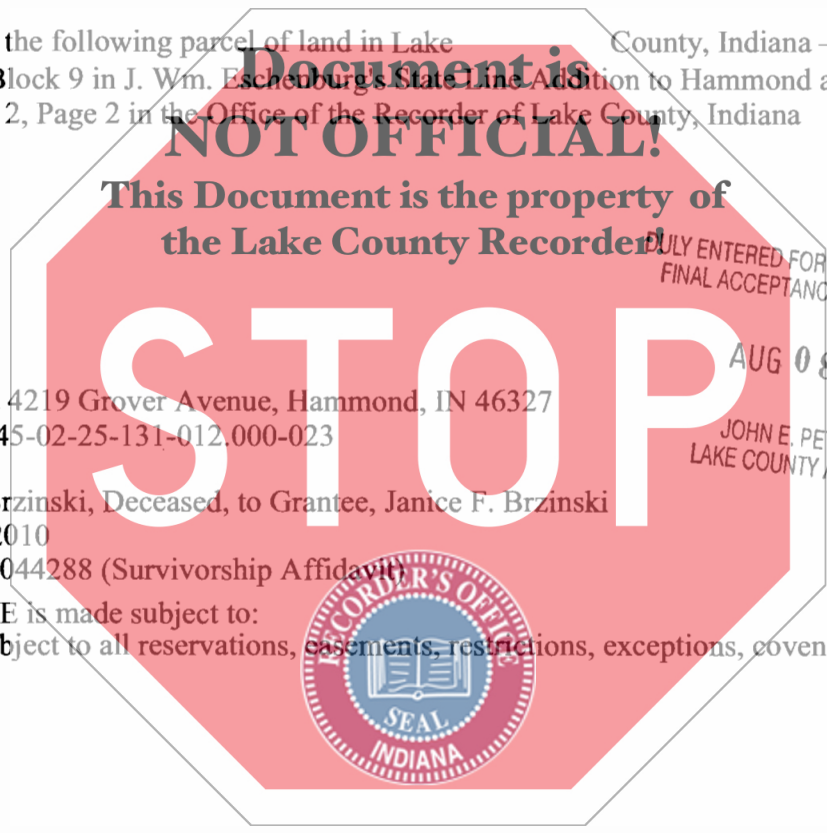 the following parcel of land in Lake County, Indiana –
Document is
lock 9 in J. Wm. Eschenburg's State Line Addition to Hammond a
2, Page 2 in the Office of the Recorder of Lake County, Indiana
NOT OFFICIAL!
This Document is the property of
the Lake County Recorder!
DULY ENTERED FOR
FINAL ACCEPTANC
STOP
AUG 0
4219 Grover Avenue, Hammond, IN 46327
45-02-25-131-012.000-023
JOHN E. PE
LAKE COUNTY
rzinski, Deceased, to Grantee, Janice F. Brzinski
2010
044288 (Survivorship Affidavit)
E is made subject to:
bject to all reservations, easements, restrictions, exceptions, coven
RECORDER'S OFFICE
SEAL
INDIANA